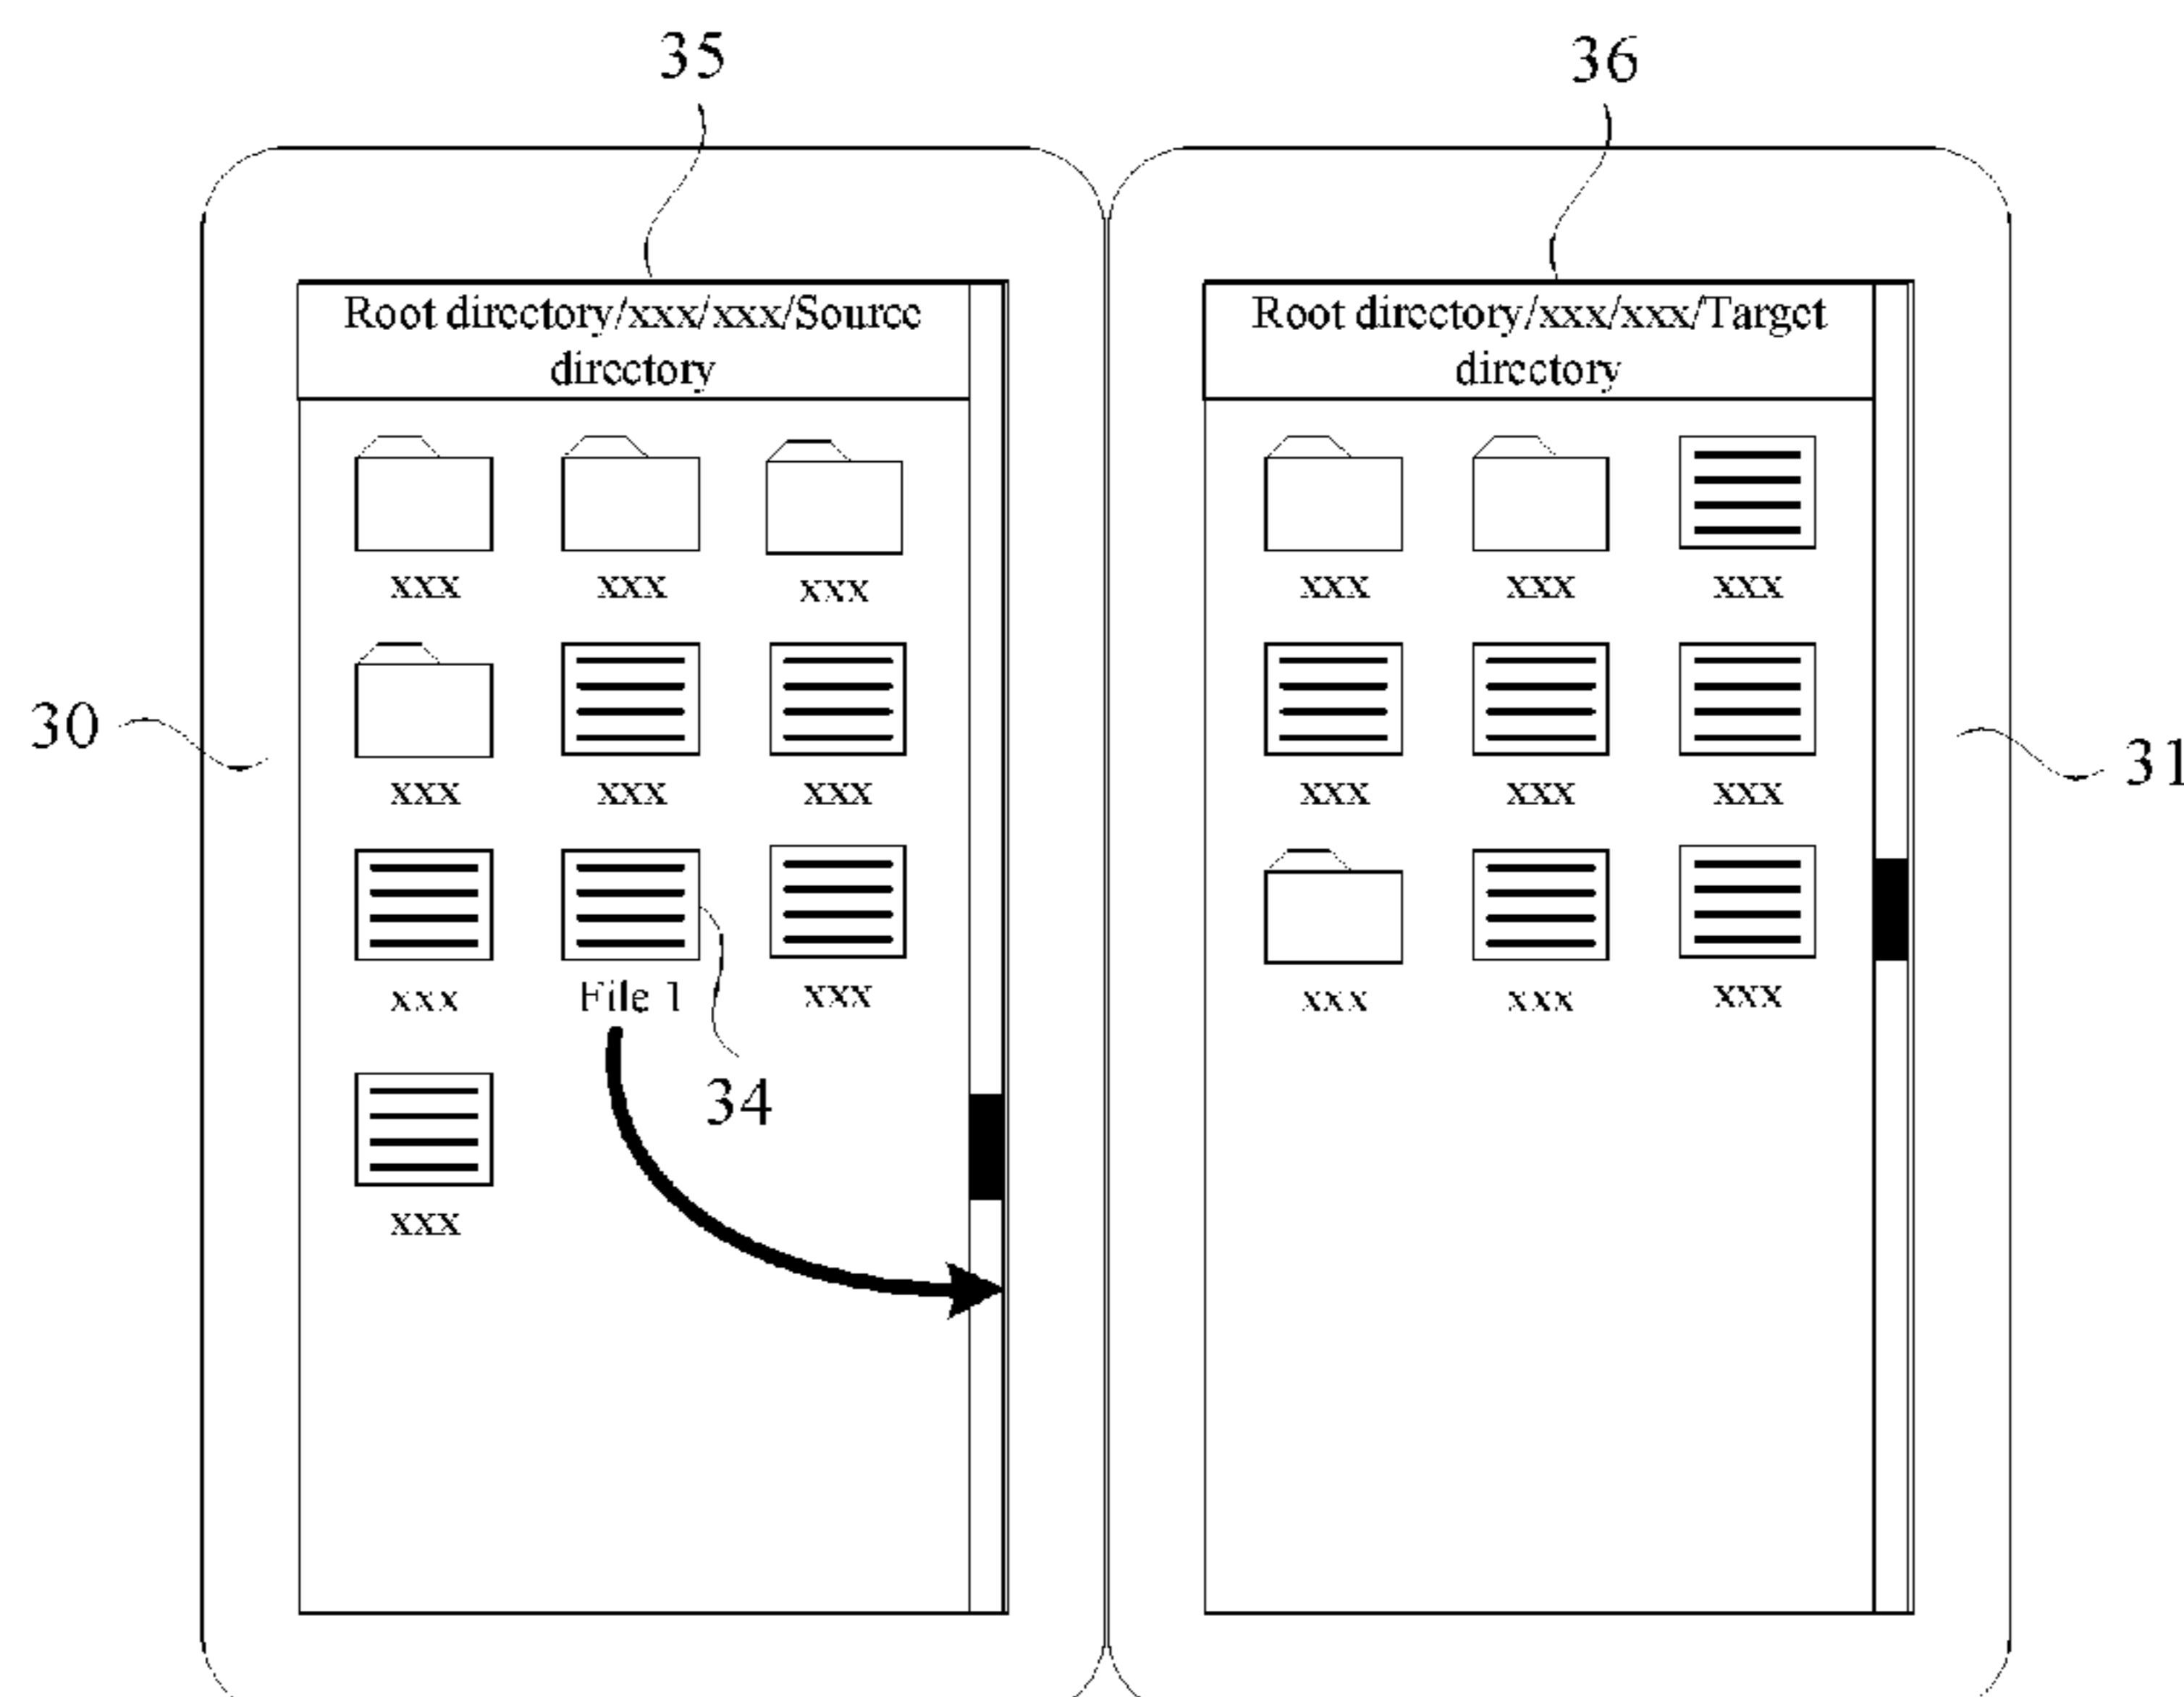 35
36
Root directory/xxx/xxx/Source
directory
Root directory/xxx/xxx/Target
directory
xxx xxx xxx
xxx xxx xxx
30
31
xxx xxx xxx
xxx xxx xxx
xxx File 1 xxx
xxx xxx xxx
34
xxx